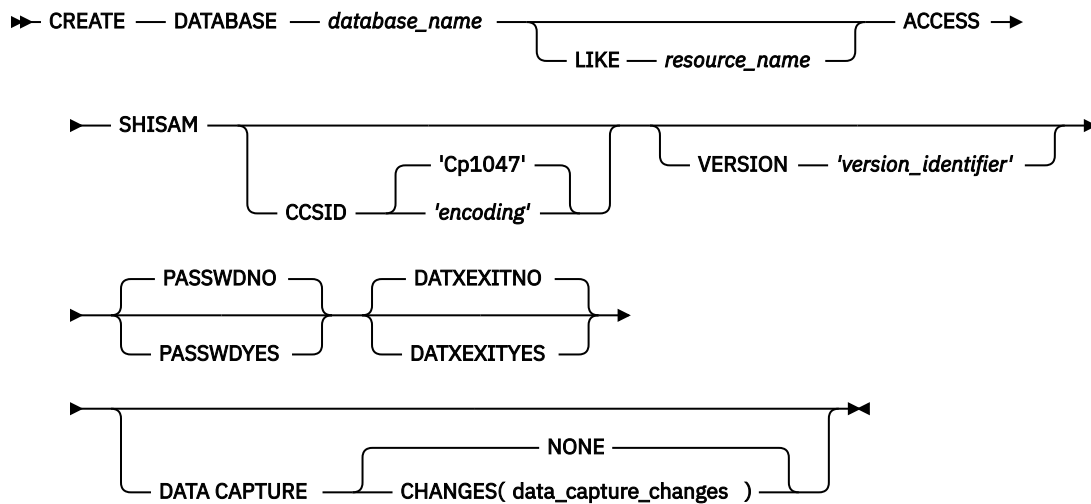 CREATE DATABASE database_name ACCESS
LIKE resource_name
SHISAM
'Cp1047'
VERSION 'version_identifier'
CCSID 'encoding'
PASSWDNO DATXEXITNO
PASSWDYES DATXEXITYES
NONE
DATA CAPTURE CHANGES( data_capture_changes )